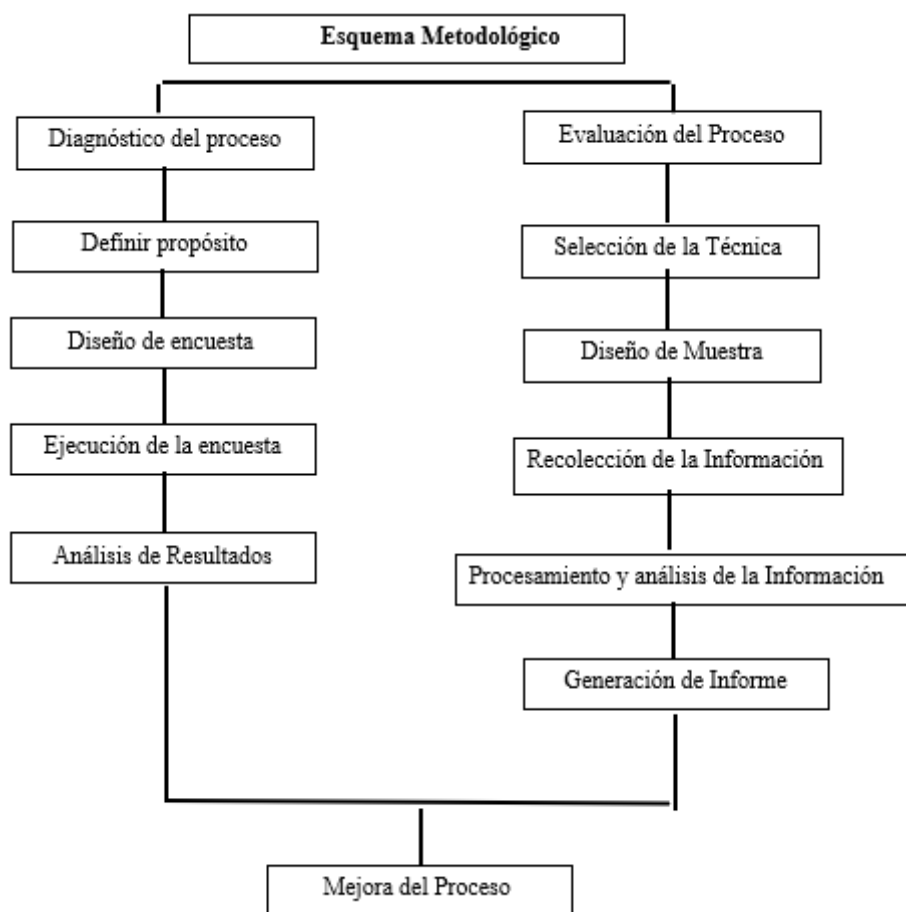 Esquema Metodológico
Diagnóstico del proceso
Definir propósito
Diseño de encuesta
Ejecución de la encuesta
Análisis de Resultados
Evaluación del Proceso
Selección de la Técnica
Diseño de Muestra
Recolección de la Información
Procesamiento y análisis de la Información
Generación de Informe
Mejora del Proceso